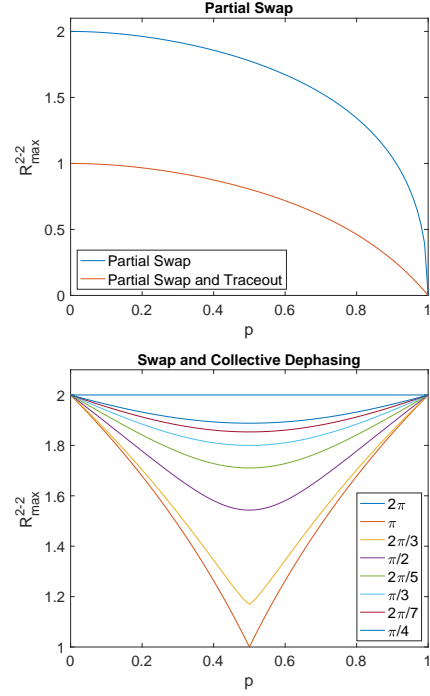 Partial Swap
2
1.5
1
0.5
0
R^{2-2}_{max}
Partial Swap
Partial Swap and Traceout
0 0.2 0.4 0.6 0.8 1
p
Swap and Collective Dephasing
2
1.8
1.6
1.4
1.2
1
R^{2-2}_{max}
2π
π
2π/3
π/2
2π/5
π/3
2π/7
π/4
0 0.2 0.4 0.6 0.8 1
p